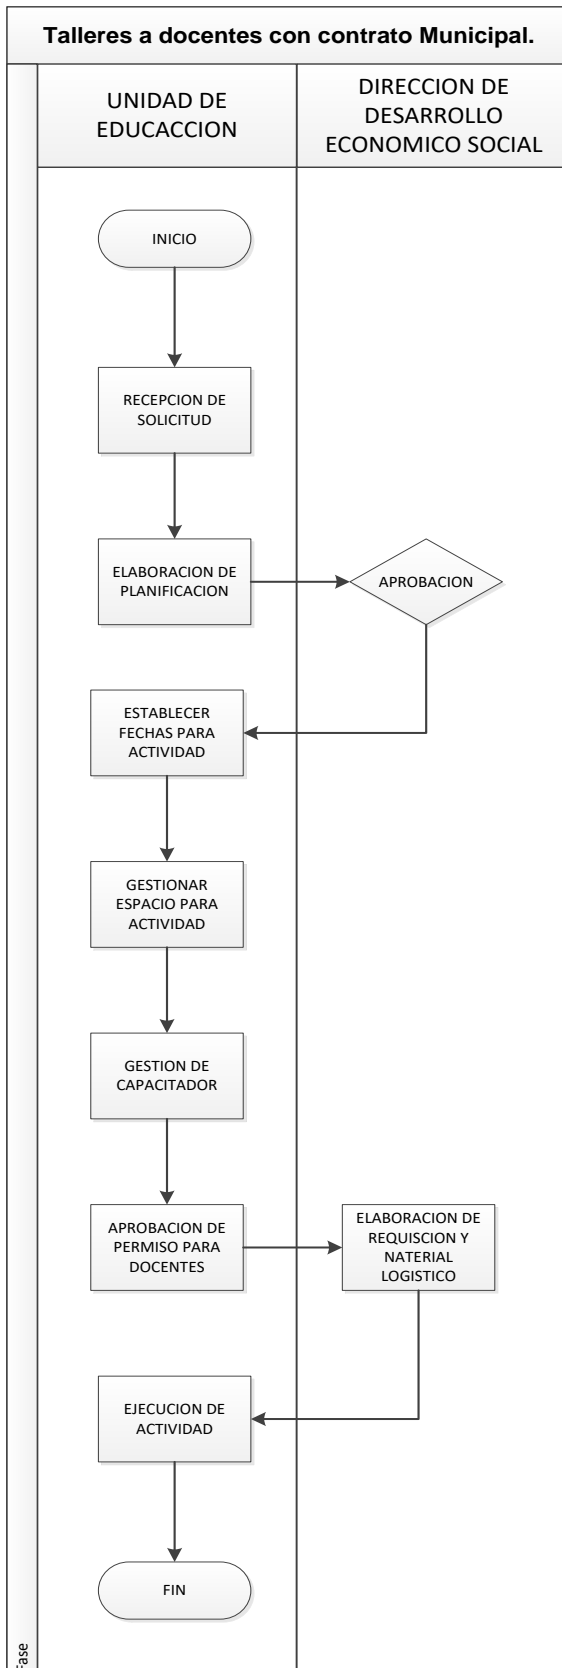 Talleres a docentes con contrato Municipal.
UNIDAD DE
EDUCACCION
DIRECCION DE
DESARROLLO
ECONOMICO SOCIAL
INICIO
RECEPCION DE
SOLICITUD
ELABORACION DE
PLANIFICACION
APROBACION
ESTABLECER
FECHAS PARA
ACTIVIDAD
GESTIONAR
ESPACIO PARA
ACTIVIDAD
GESTION DE
CAPACITADOR
APROBACION DE
PERMISO PARA
DOCENTES
ELABORACION DE
REQUISCION Y
NATERIAL
LOGISTICO
EJECUCION DE
ACTIVIDAD
FIN
Fase